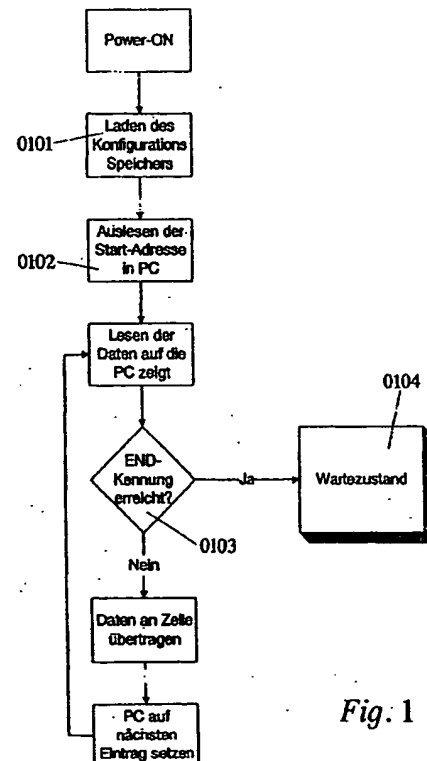 Power-ON
0101
Laden des
Konfigurations
Speichers
0102
Auslesen der
Start-Adresse
in PC
Lesen der
Daten auf die
PC zeigt
0104
END-
Kennung
erreicht?
Ja
Wartezustand
0103
Nein
Daten an Zelle
übertragen
PC auf
nächsten
Eintrag setzen
Fig. 1